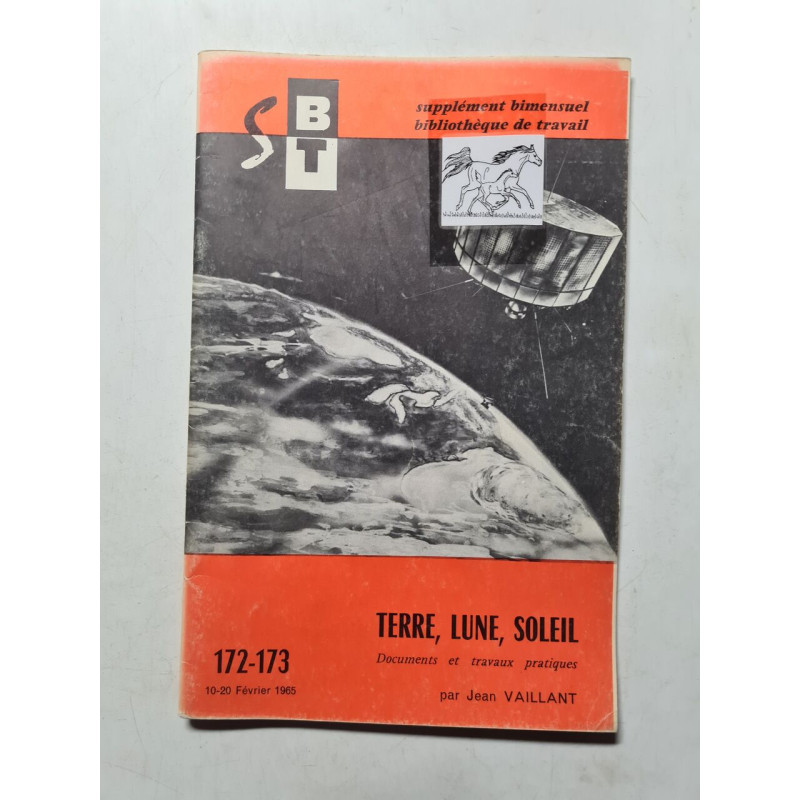 SBT
supplément bimensuel
bibliothèque de travail
TERRE, LUNE, SOLEIL
Documents et travaux pratiques
172-173
10-20 Février 1965
par Jean VAILLANT